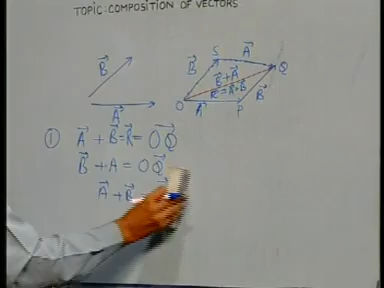 TOPIC: COMPOSITION OF VECTORS
S A⃗
B⃗ B⃗ Q
B⃗+A⃗
R⃗=A⃗+B⃗ B⃗
A⃗ O A⃗ P
① A⃗ + B⃗ = R⃗ = OQ⃗
B⃗ + A = OQ⃗
A⃗ + B⃗